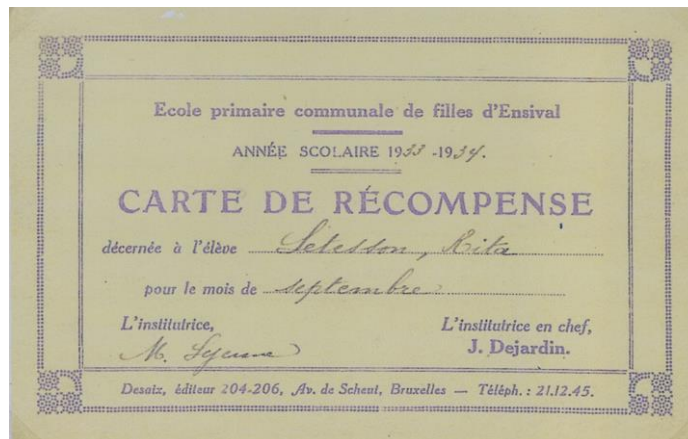 Ecole primaire communale de filles d'Ensival
ANNÉE SCOLAIRE 1933-1934.
CARTE DE RÉCOMPENSE
décernée à l'élève Letesson, Rita
pour le mois de septembre
L'institutrice, L'institutrice en chef,
M. Lejeune J. Dejardin.
Desaix, éditeur 204-206, Av. de Scheut, Bruxelles — Téléph. : 21.12.45.